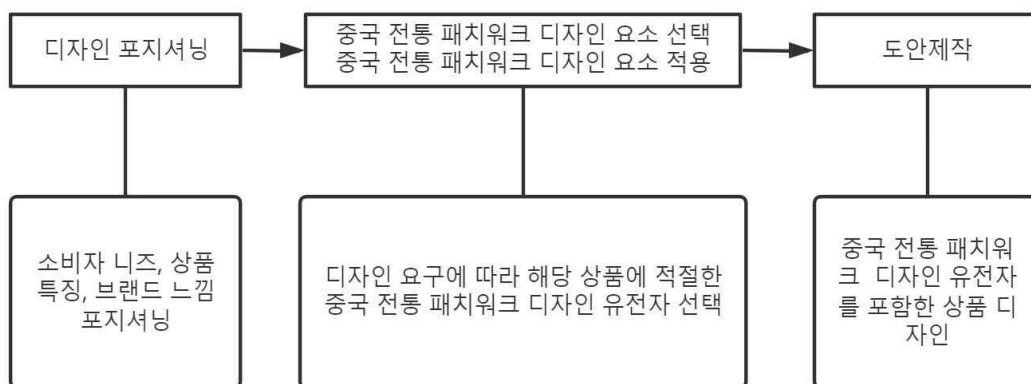 디자인 포지셔닝
중국 전통 패치워크 디자인 요소 선택
중국 전통 패치워크 디자인 요소 적용
도안제작
소비자 니즈, 상품
특징, 브랜드 느낌
포지셔닝
디자인 요구에 따라 해당 상품에 적절한
중국 전통 패치워크 디자인 유전자 선택
중국 전통 패치워
크 디자인 유전자
를 포함한 상품 디
자인